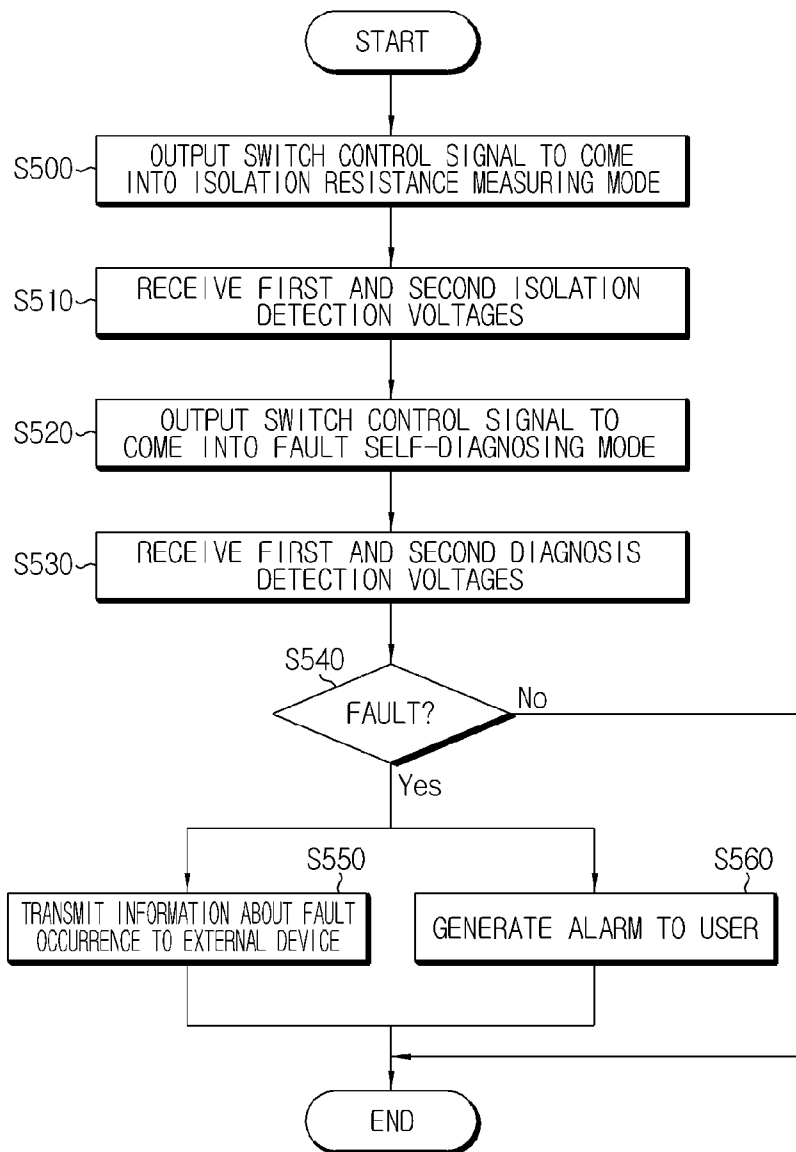 START
S500
OUTPUT SWITCH CONTROL SIGNAL TO COME
INTO ISOLATION RESISTANCE MEASURING MODE
S510
RECEIVE FIRST AND SECOND ISOLATION
DETECTION VOLTAGES
S520
OUTPUT SWITCH CONTROL SIGNAL TO
COME INTO FAULT SELF-DIAGNOSING MODE
S530
RECEIVE FIRST AND SECOND DIAGNOSIS
DETECTION VOLTAGES
S540
FAULT?
No
Yes
S550
TRANSMIT INFORMATION ABOUT FAULT
OCCURRENCE TO EXTERNAL DEVICE
S560
GENERATE ALARM TO USER
END